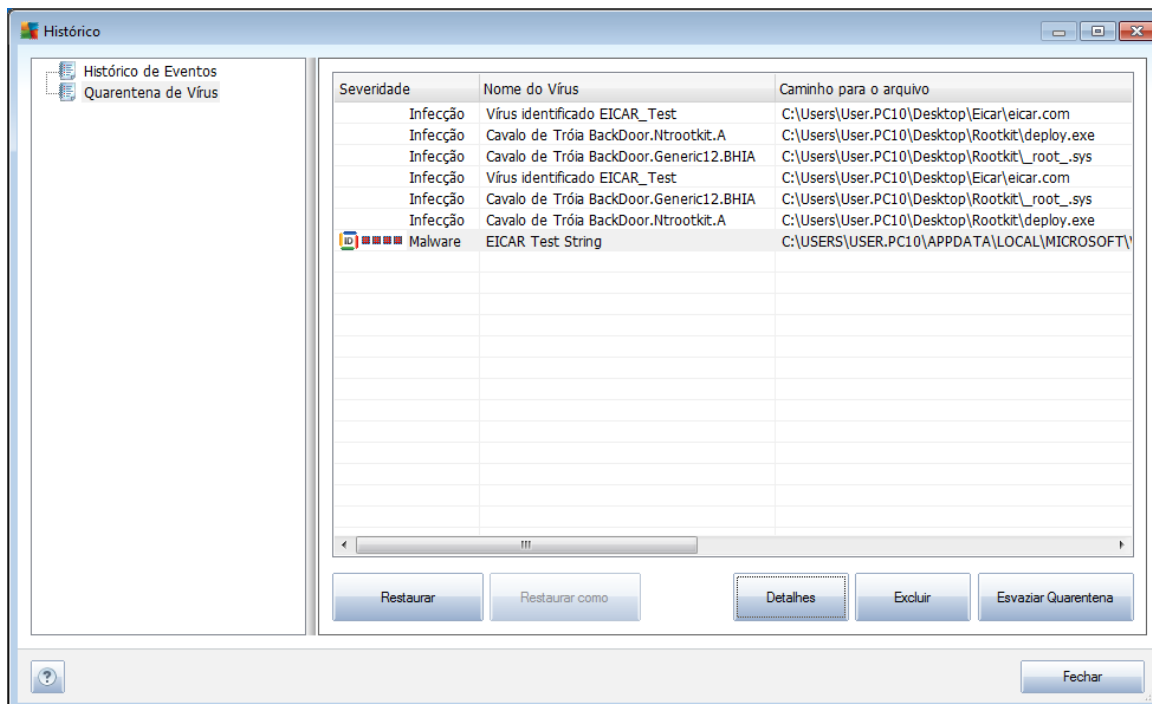 Histórico
Histórico de Eventos
Quarentena de Vírus
Severidade Nome do Vírus Caminho para o arquivo
Infecção Vírus identificado EICAR_Test C:\Users\User.PC10\Desktop\Eicar\eicar.com
Infecção Cavalo de Tróia BackDoor.Ntrootkit.A C:\Users\User.PC10\Desktop\Rootkit\deploy.exe
Infecção Cavalo de Tróia BackDoor.Generic12.BHIA C:\Users\User.PC10\Desktop\Rootkit\_root_.sys
Infecção Vírus identificado EICAR_Test C:\Users\User.PC10\Desktop\Eicar\eicar.com
Infecção Cavalo de Tróia BackDoor.Generic12.BHIA C:\Users\User.PC10\Desktop\Rootkit\_root_.sys
Infecção Cavalo de Tróia BackDoor.Ntrootkit.A C:\Users\User.PC10\Desktop\Rootkit\deploy.exe
ID Malware EICAR Test String C:\USERS\USER.PC10\APPDATA\LOCAL\MICROSOFT\
Restaurar Restaurar como Detalhes Excluir Esvaziar Quarentena
? Fechar